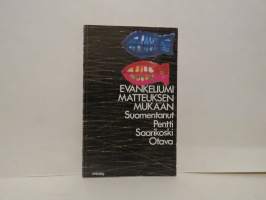 EVANKELIUMI
MATTEUKSEN
MUKAAN
Suomentanut
Pentti
Saarikoski
Otava